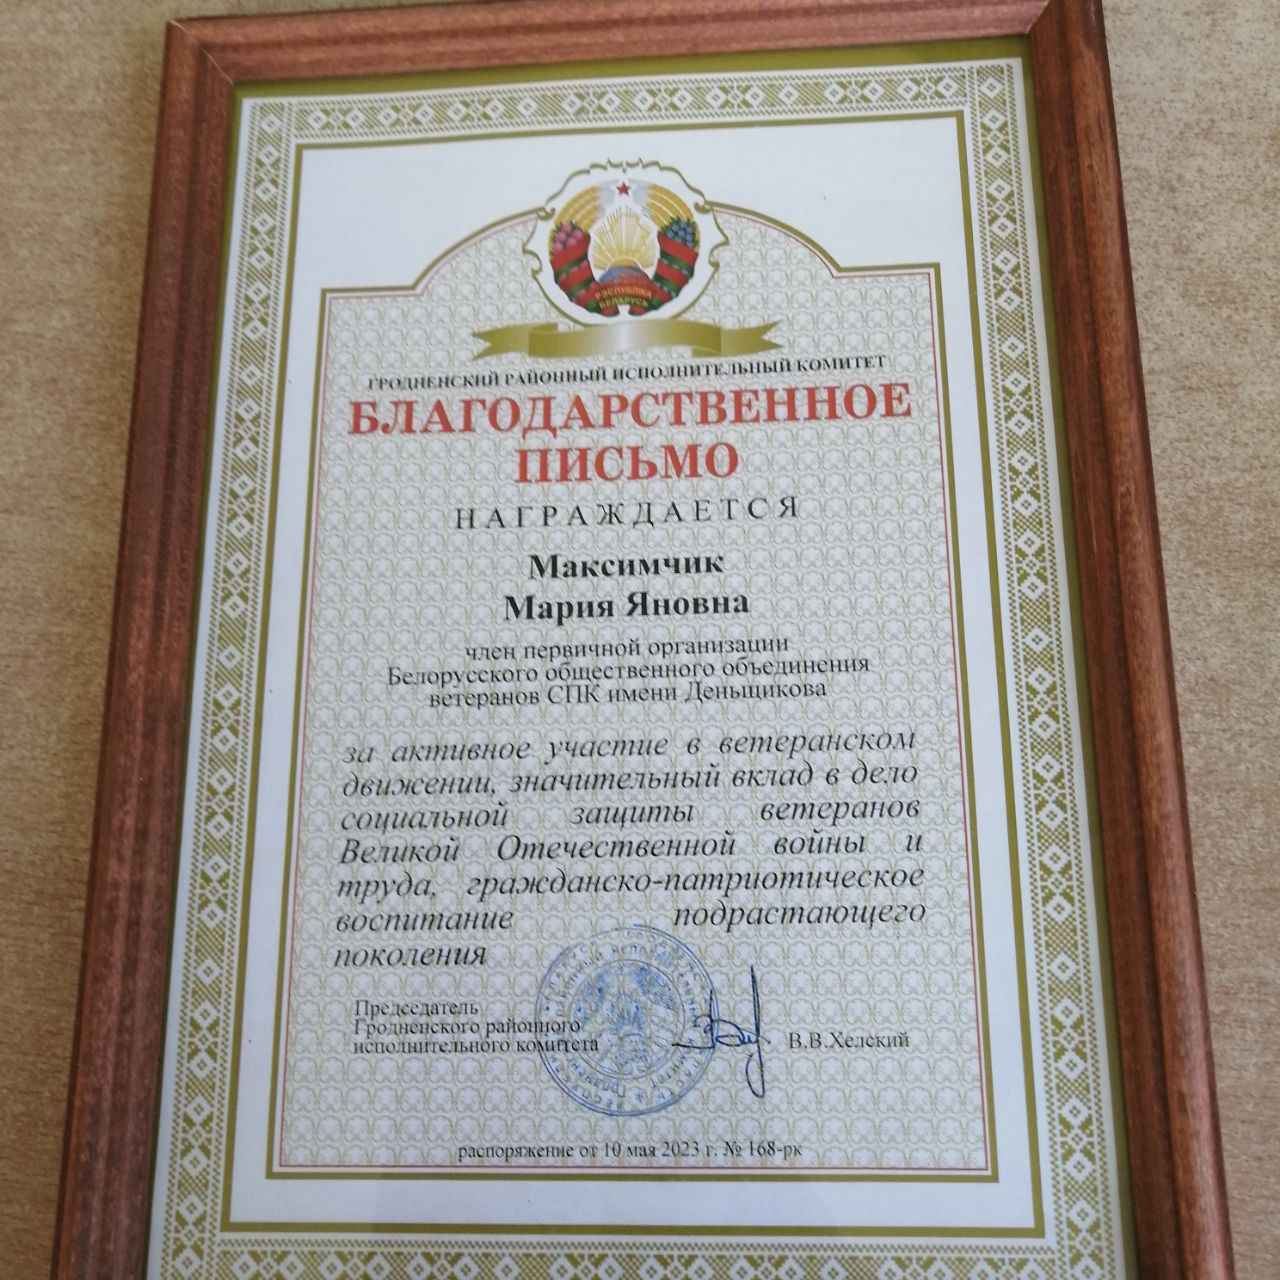 РЭСПУБЛІКА
БЕЛАРУСЬ
ГРОДНЕНСКИЙ РАЙОННЫЙ ИСПОЛНИТЕЛЬНЫЙ КОМИТЕТ
БЛАГОДАРСТВЕННОЕ
ПИСЬМО
НАГРАЖДАЕТСЯ
Максимчик
Мария Яновна
член первичной организации
Белорусского общественного объединения
ветеранов СПК имени Деньщикова
за активное участие в ветеранском
движении, значительный вклад в дело
социальной защиты ветеранов
Великой Отечественной войны и
труда, гражданско-патриотическое
воспитание подрастающего
поколения
Председатель
Гродненского районного
исполнительного комитета
В.В.Хелский
распоряжение от 10 мая 2023 г. № 168-рк